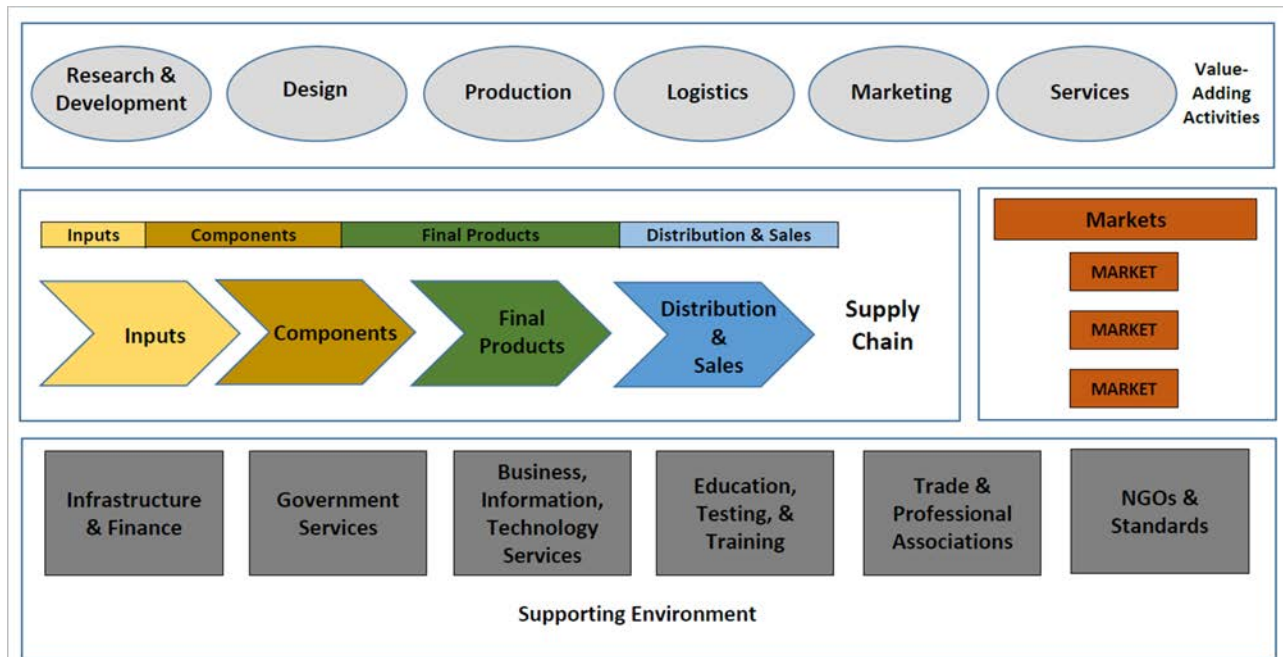 Research &
Development
Design
Production
Logistics
Marketing
Services
Value-
Adding
Activities
Inputs
Components
Final Products
Distribution & Sales
Inputs
Components
Final
Products
Distribution
&
Sales
Supply
Chain
Markets
MARKET
MARKET
MARKET
Infrastructure
& Finance
Government
Services
Business,
Information,
Technology
Services
Education,
Testing, &
Training
Trade &
Professional
Associations
NGOs &
Standards
Supporting Environment